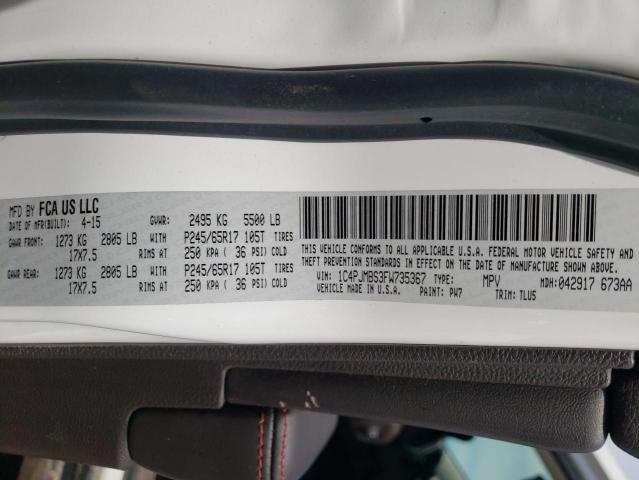 MFD BY FCA US LLC
DATE OF MFR(BUILT): 4-15 GVWR: 2495 KG 5500 LB
GAWR FRONT: 1273 KG 2805 LB WITH P245/65R17 105T TIRES
17X7.5 RIMS AT 250 KPA ( 36 PSI) COLD
GAWR REAR: 1273 KG 2805 LB WITH P245/65R17 105T TIRES
17X7.5 RIMS AT 250 KPA ( 36 PSI) COLD
THIS VEHICLE CONFORMS TO ALL APPLICABLE U.S.A. FEDERAL MOTOR VEHICLE SAFETY AND
THEFT PREVENTION STANDARDS IN EFFECT ON THE DATE OF MANUFACTURE SHOWN ABOVE.
VIN: 1C4PJMBS3FW735367 TYPE: MPV MDH: 042917 673AA
VEHICLE MADE IN U.S.A. PAINT: PW7 TRIM: TLU5